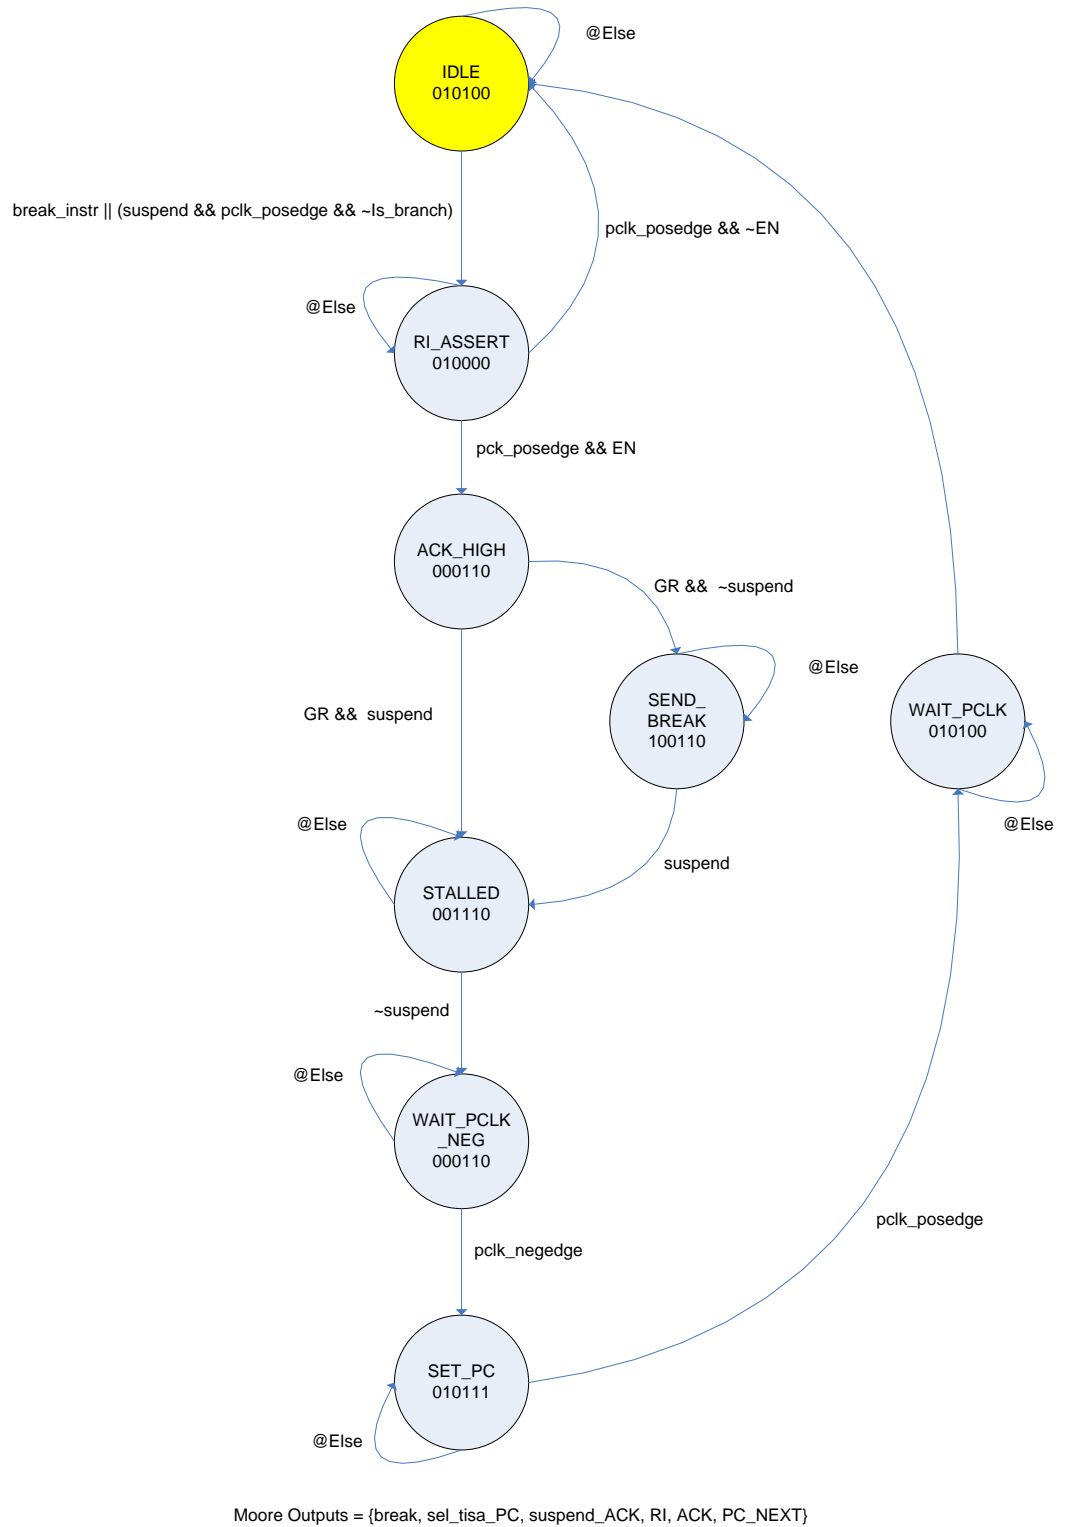 @Else
IDLE
010100
break_instr || (suspend && pclk_posedge && ~Is_branch)
pclk_posedge && ~EN
@Else
RI_ASSERT
010000
pck_posedge && EN
ACK_HIGH
000110
GR && ~suspend
@Else
SEND_
BREAK
100110
WAIT_PCLK
010100
@Else
GR && suspend
@Else
STALLED
001110
suspend
~suspend
@Else
WAIT_PCLK
_NEG
000110
pclk_posedge
pclk_negedge
SET_PC
010111
@Else
Moore Outputs = {break, sel_tisa_PC, suspend_ACK, RI, ACK, PC_NEXT}